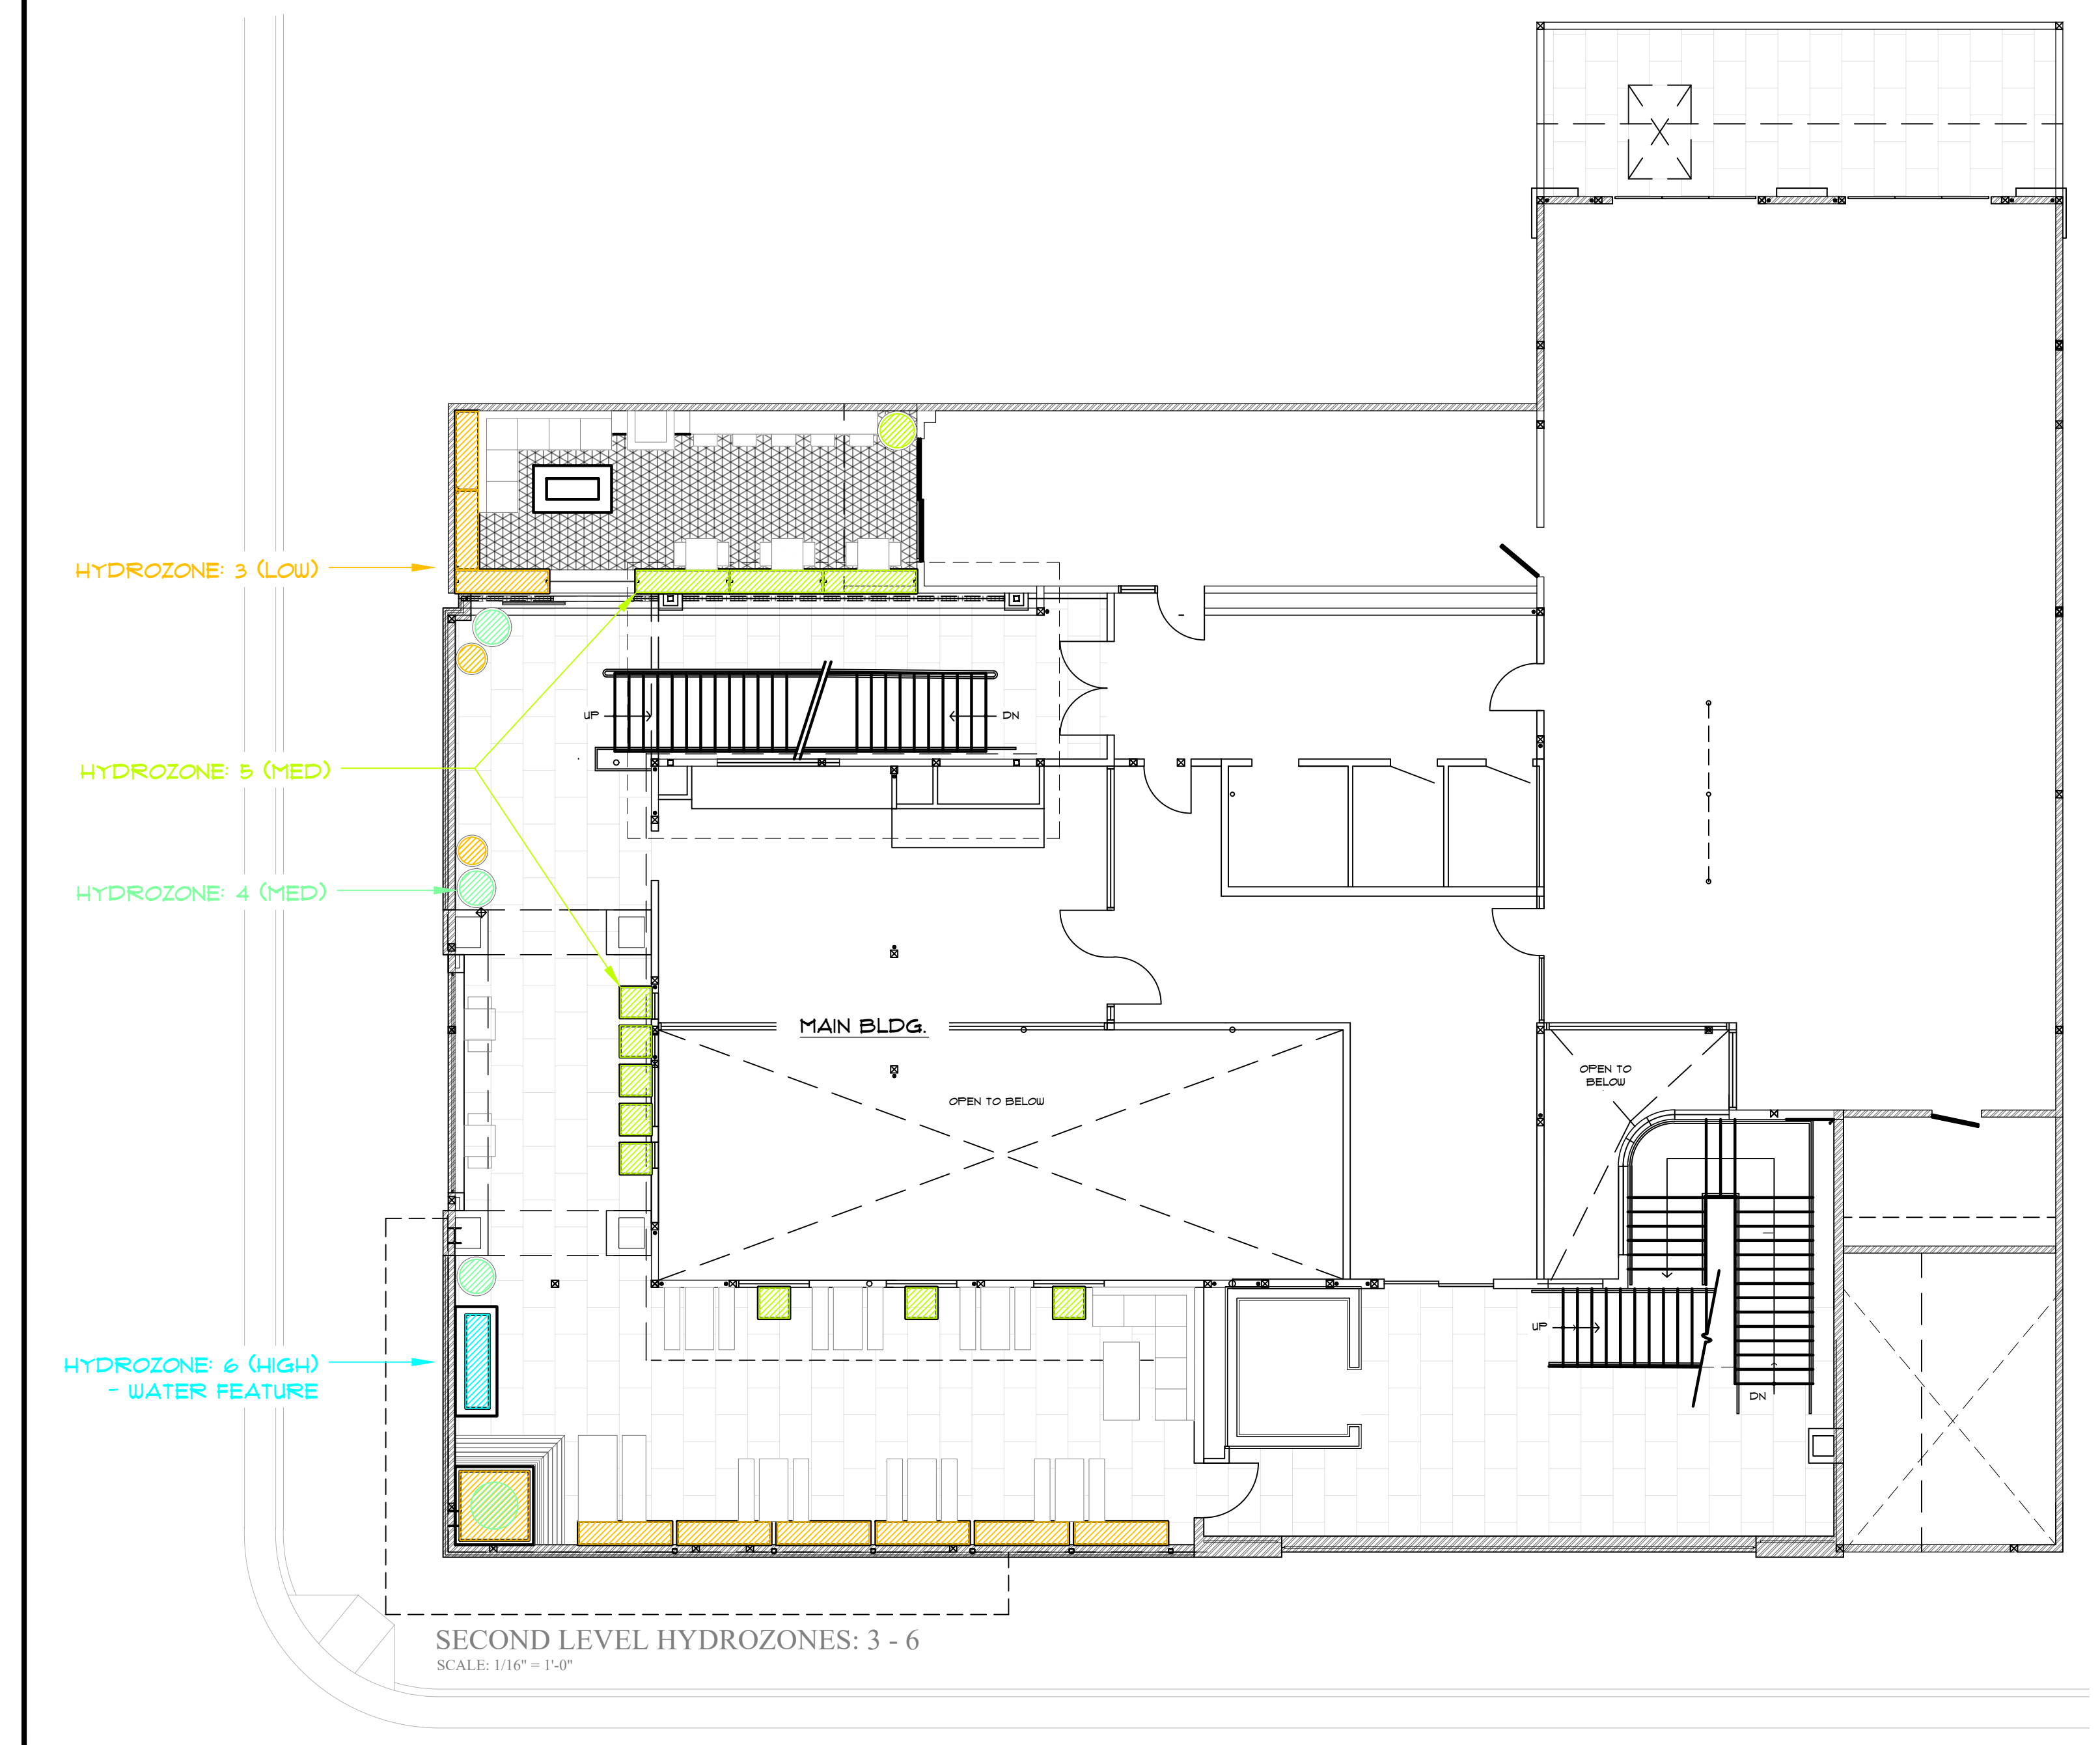 HYDROZONE: 3 (LOW)
UP
DN
HYDROZONE: 5 (MED)
HYDROZONE: 4 (MED)
MAIN BLDG.
OPEN TO
BELOW
OPEN TO BELOW
UP
HYDROZONE: 6 (HIGH)
- WATER FEATURE
DN
SECOND LEVEL HYDROZONES: 3 - 6
SCALE: 1/16" = 1'-0"